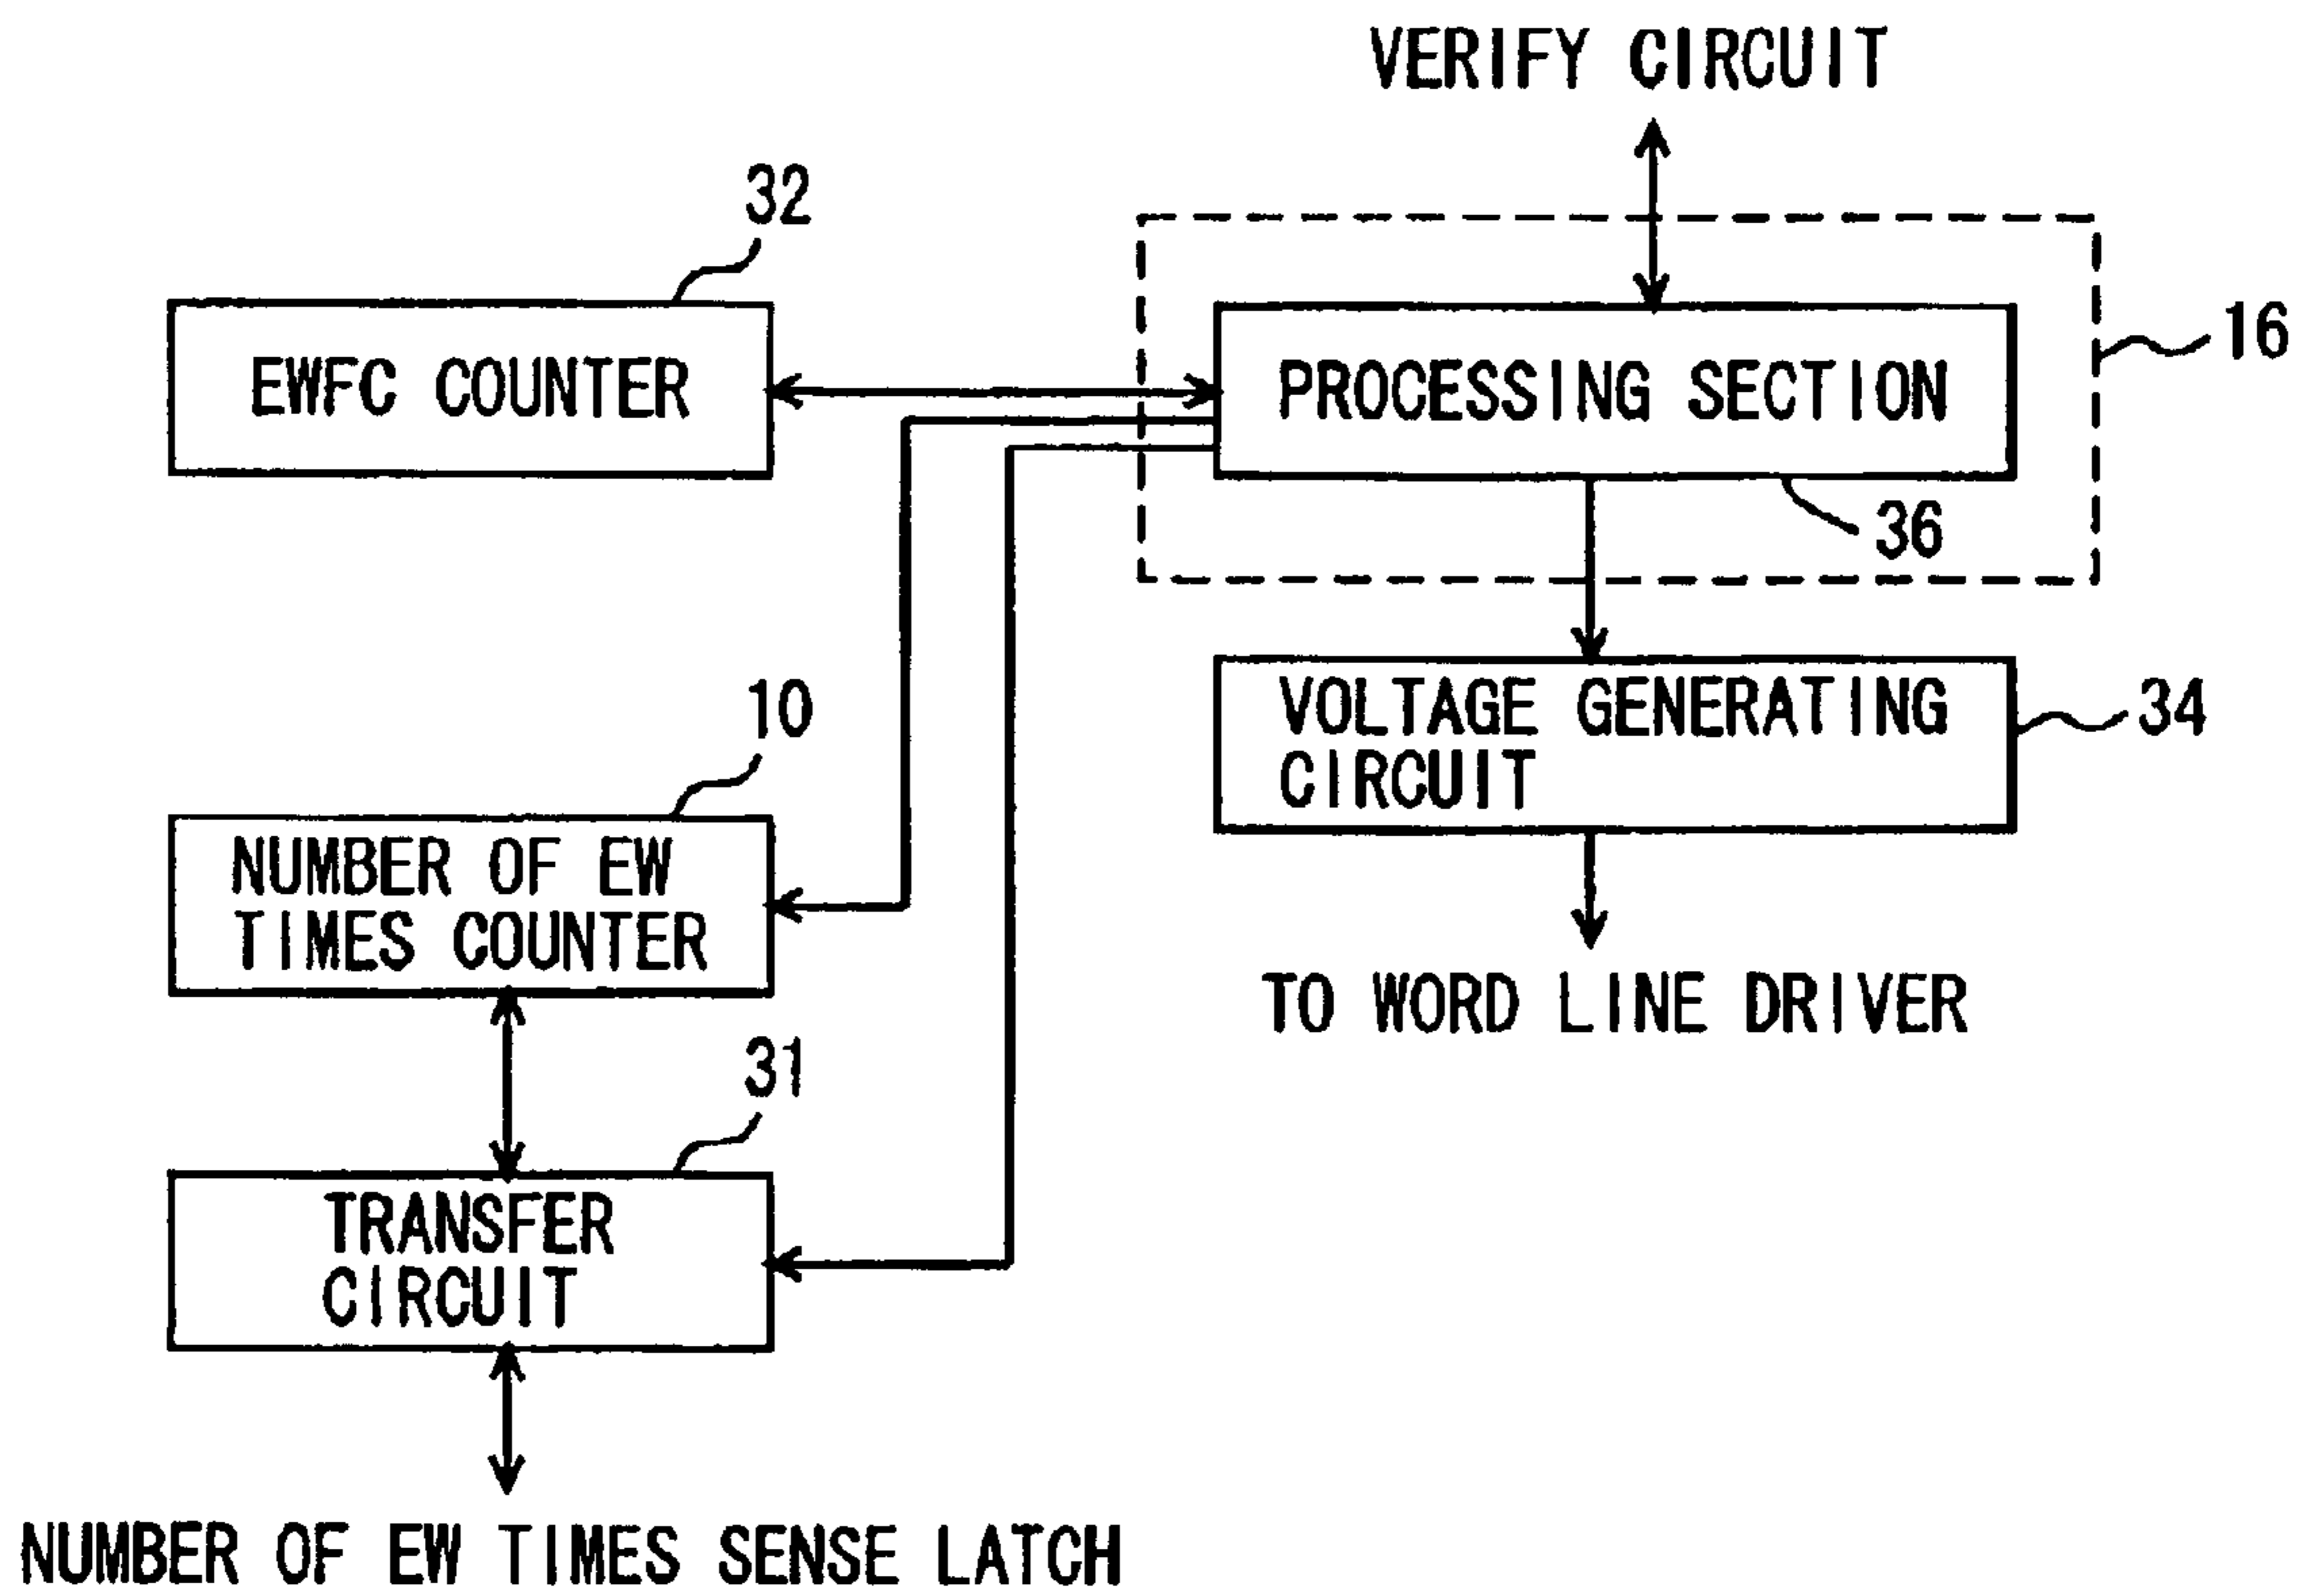 VERIFY CIRCUIT
32
EWFC COUNTER
PROCESSING SECTION
16
36
10
NUMBER OF EW
TIMES COUNTER
VOLTAGE GENERATING
CIRCUIT
34
TO WORD LINE DRIVER
31
TRANSFER
CIRCUIT
NUMBER OF EW TIMES SENSE LATCH